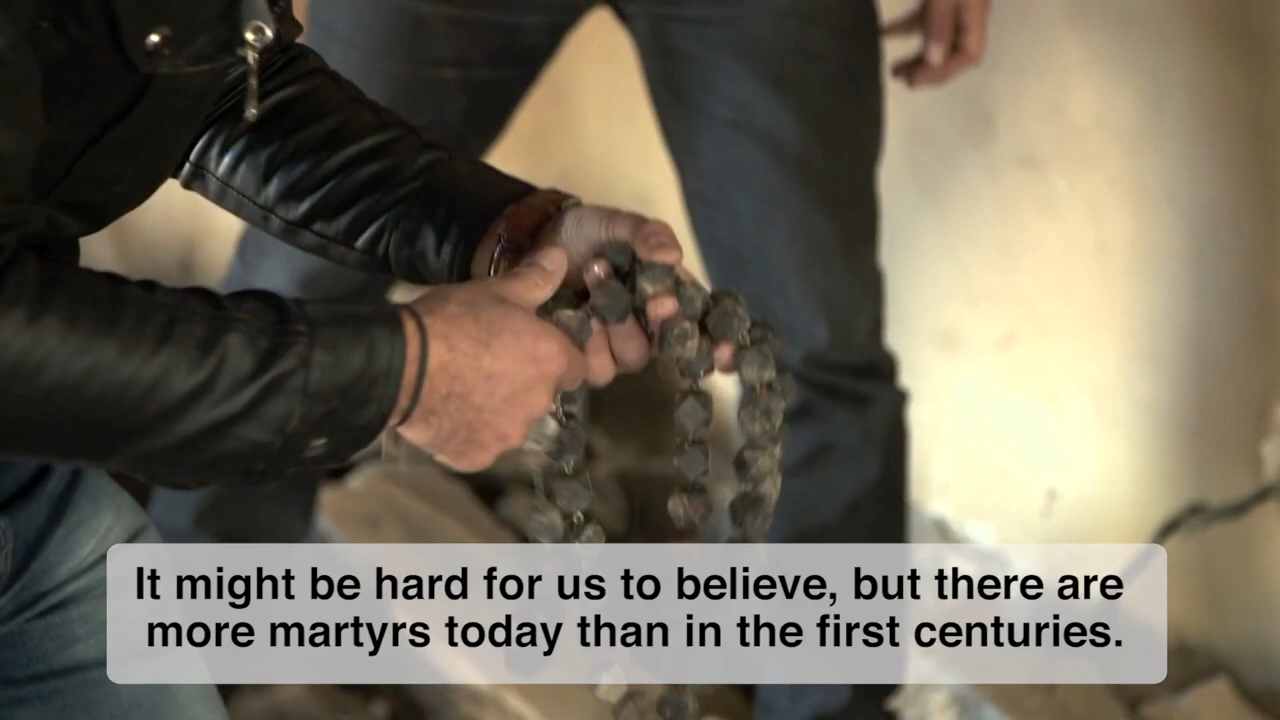 It might be hard for us to believe, but there are
more martyrs today than in the first centuries.